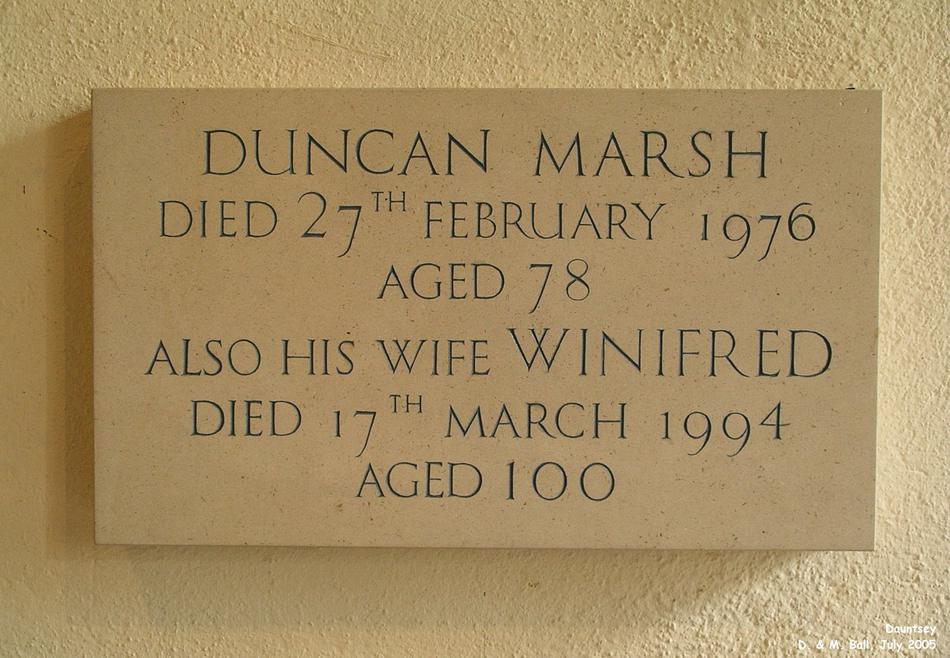 DUNCAN MARSH
DIED 27TH FEBRUARY 1976
AGED 78
ALSO HIS WIFE WINIFRED
DIED 17TH MARCH 1994
AGED 100
Dauntsey
D. & M. Ball, July 2005